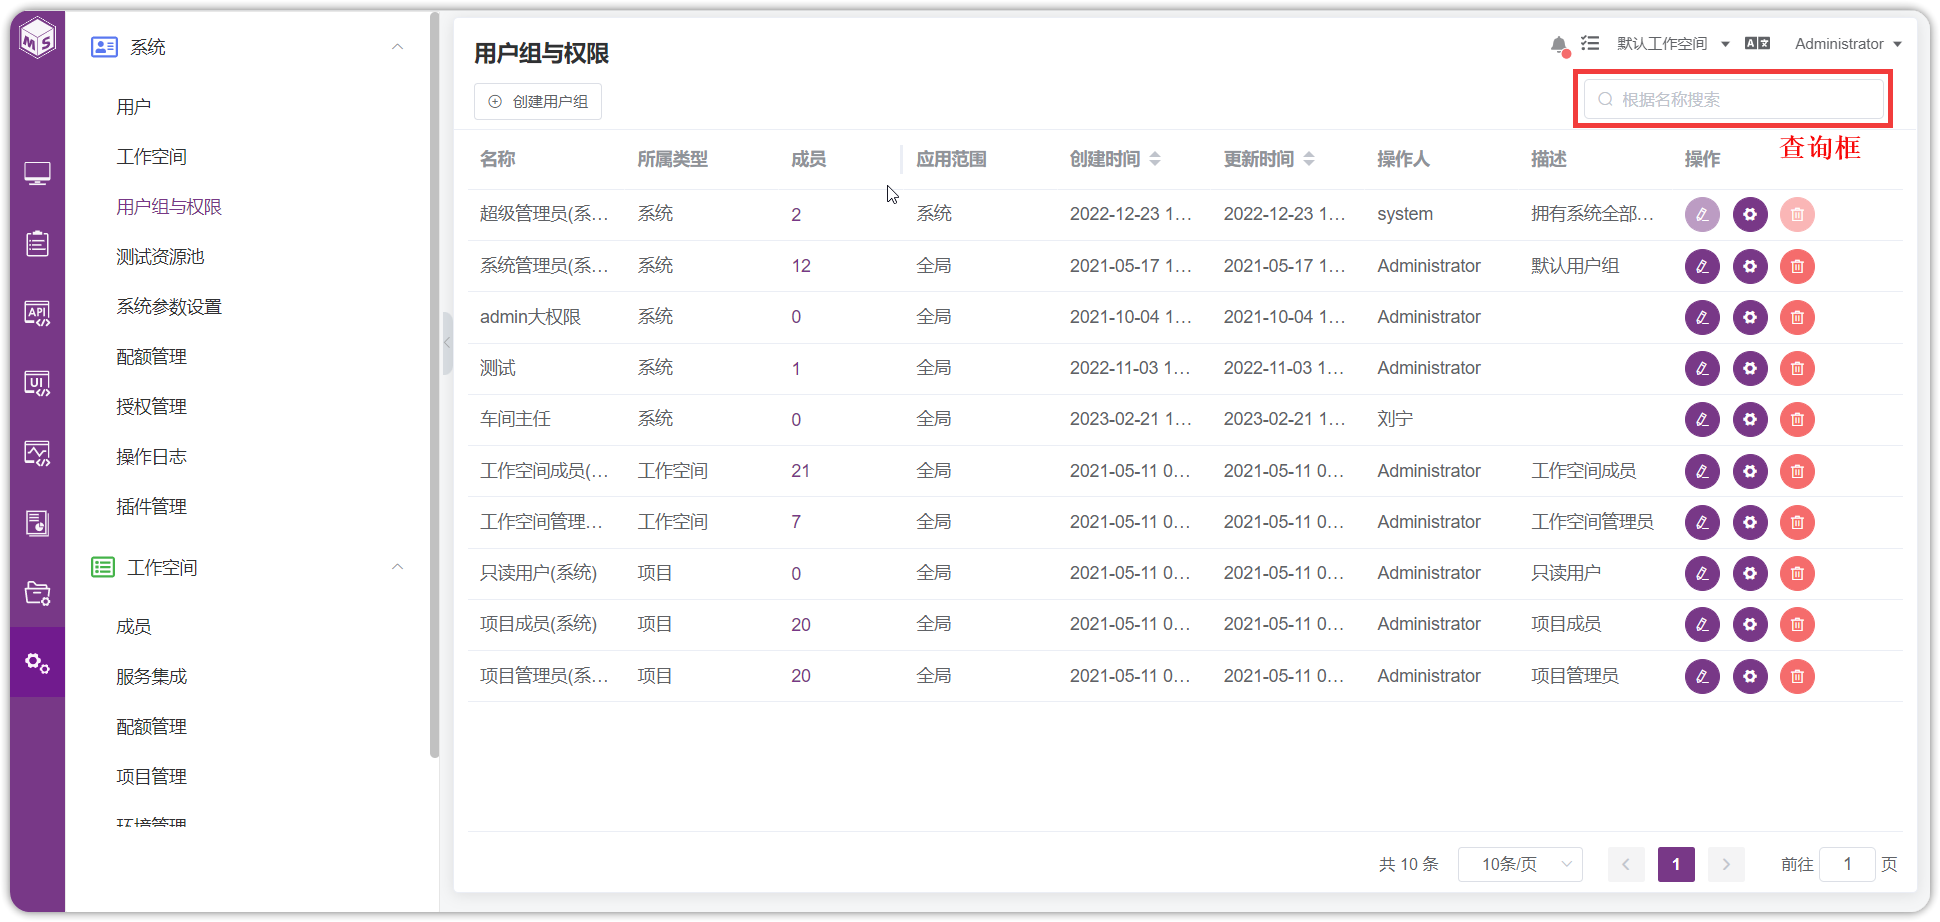 MS
系统
用户
工作空间
用户组与权限
测试资源池
系统参数设置
配额管理
授权管理
操作日志
插件管理
工作空间
成员
服务集成
配额管理
项目管理
环境管理
API
UI
用户组与权限
默认工作空间
Administrator
创建用户组
根据名称搜索
查询框
名称 所属类型 成员 应用范围 创建时间 更新时间 操作人 描述 操作
超级管理员(系... 系统 2 系统 2022-12-23 1... 2022-12-23 1... system 拥有系统全部...
系统管理员(系... 系统 12 全局 2021-05-17 1... 2021-05-17 1... Administrator 默认用户组
admin大权限 系统 0 全局 2021-10-04 1... 2021-10-04 1... Administrator
测试 系统 1 全局 2022-11-03 1... 2022-11-03 1... Administrator
车间主任 系统 0 全局 2023-02-21 1... 2023-02-21 1... 刘宁
工作空间成员(... 工作空间 21 全局 2021-05-11 0... 2021-05-11 0... Administrator 工作空间成员
工作空间管理... 工作空间 7 全局 2021-05-11 0... 2021-05-11 0... Administrator 工作空间管理员
只读用户(系统) 项目 0 全局 2021-05-11 0... 2021-05-11 0... Administrator 只读用户
项目成员(系统) 项目 20 全局 2021-05-11 0... 2021-05-11 0... Administrator 项目成员
项目管理员(系... 项目 20 全局 2021-05-11 0... 2021-05-11 0... Administrator 项目管理员
共 10 条 10条/页 1 前往 1 页